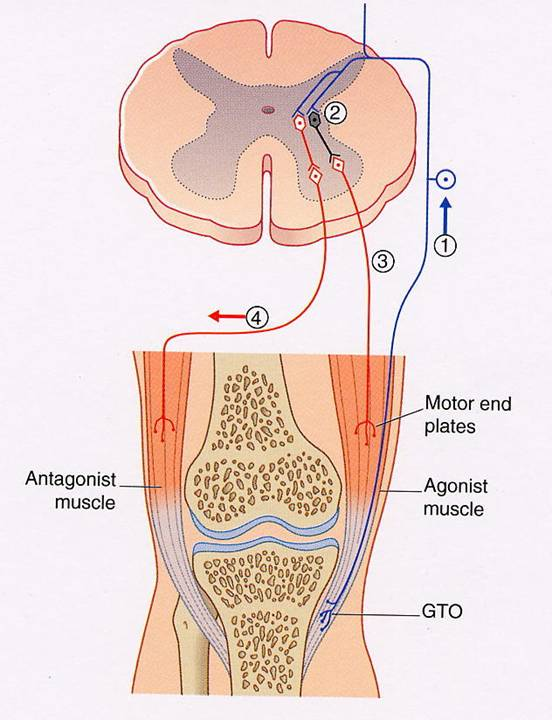 2
1
3
4
Motor end
plates
Antagonist
muscle
Agonist
muscle
GTO